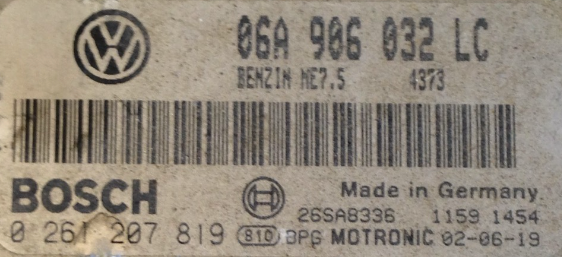 06A 906 032 LC
BENZIN ME7.5 4373
BOSCH
Made in Germany
26SA8336 1159 1454
0 261 207 819 810 BPG MOTRONIC 02-06-19